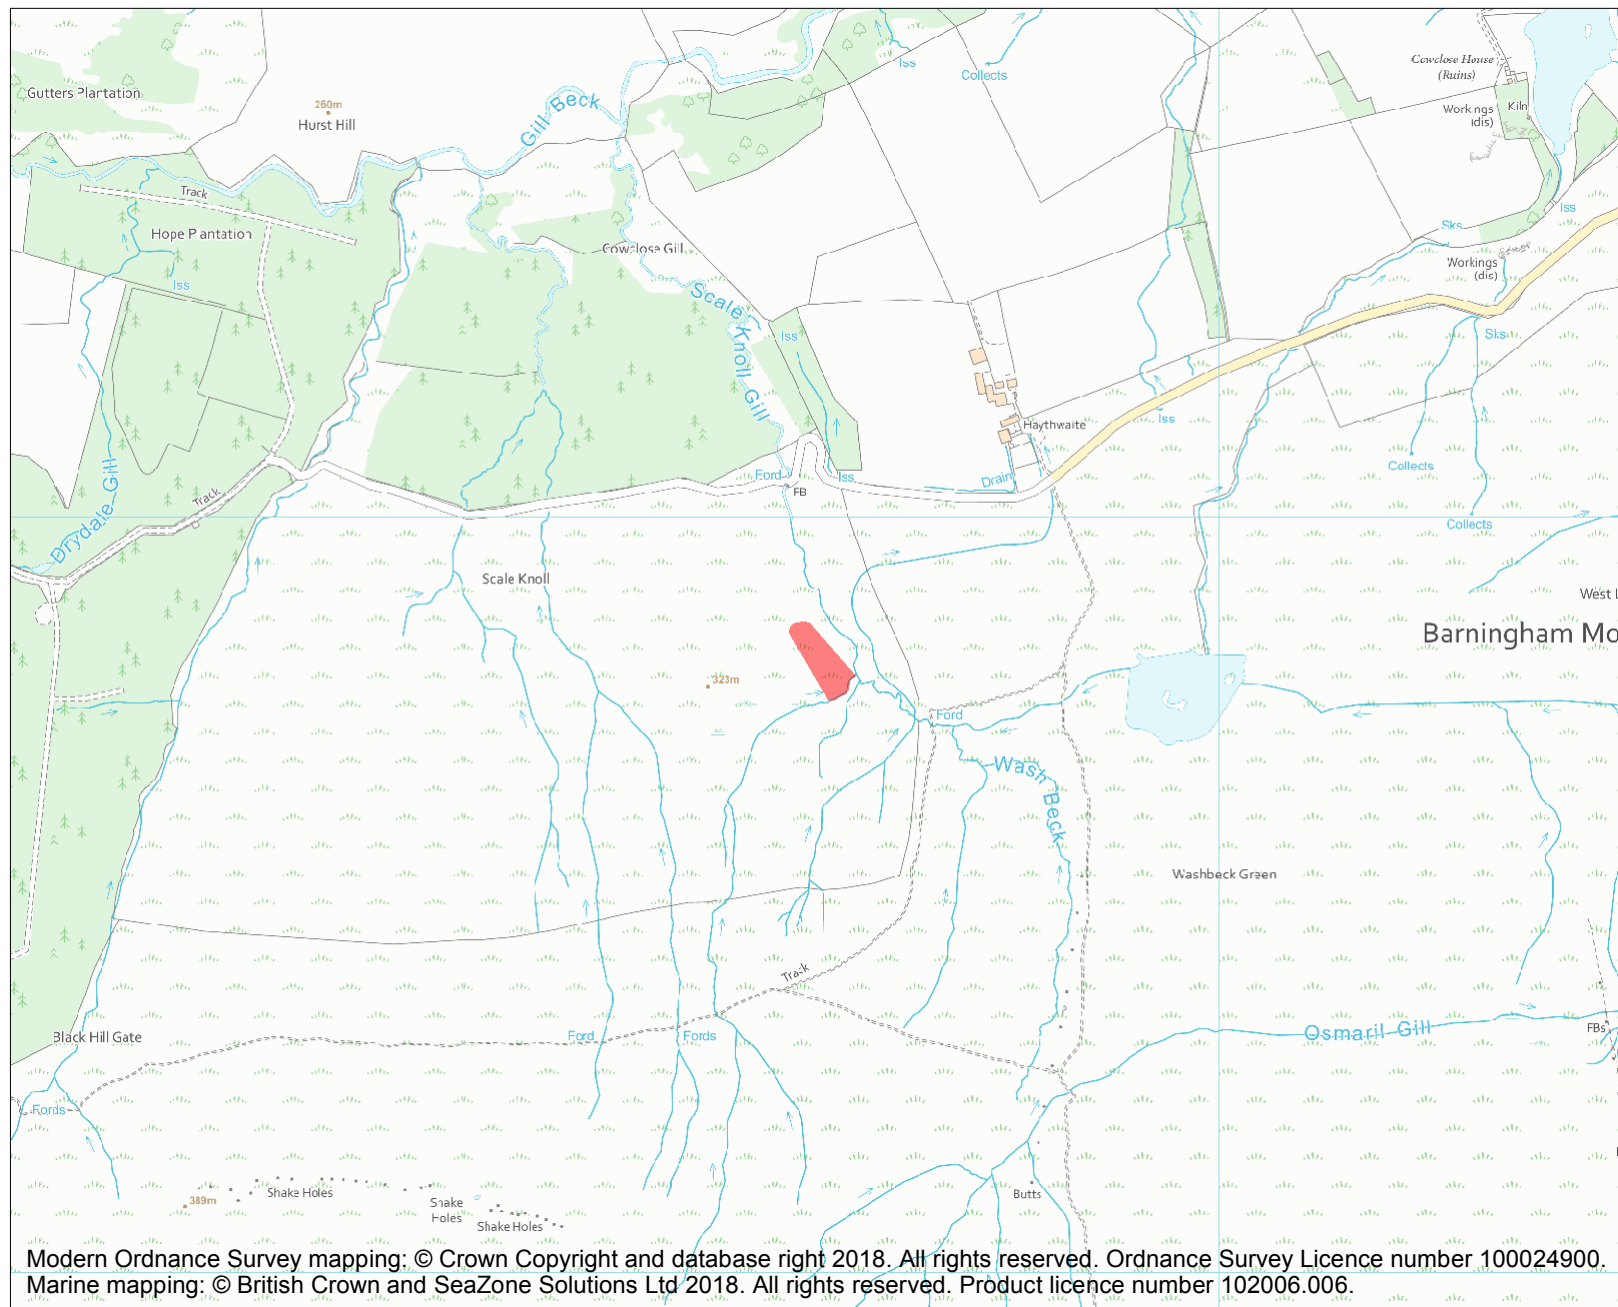 Iss
Collects
Cowclose House
(Ruins)
Gutters Plantation
260m
Hurst Hill
Gill Beck
Workings
(dis)
Kiln
Track
Hope Plantation
Iss
Cowclose Gill
Scale Knoll Gill
Iss
Iss
Sks
Workings
(dis)
Sks
Iss
Haythwaite
Collects
Drydale Gill
Track
Ford
FB
Iss
Drain
Collects
Scale Knoll
West
Barningham Mo
323m
Ford
Wash Beck
Washbeck Green
Track
Black Hill Gate
Ford
Fords
Osmaril Gill
FBs
Fords
389m
Shake Holes
Shake
Holes
Shake Holes
Butts
Modern Ordnance Survey mapping: © Crown Copyright and database right 2018. All rights reserved. Ordnance Survey Licence number 100024900.
Marine mapping: © British Crown and SeaZone Solutions Ltd 2018. All rights reserved. Product licence number 102006.006.